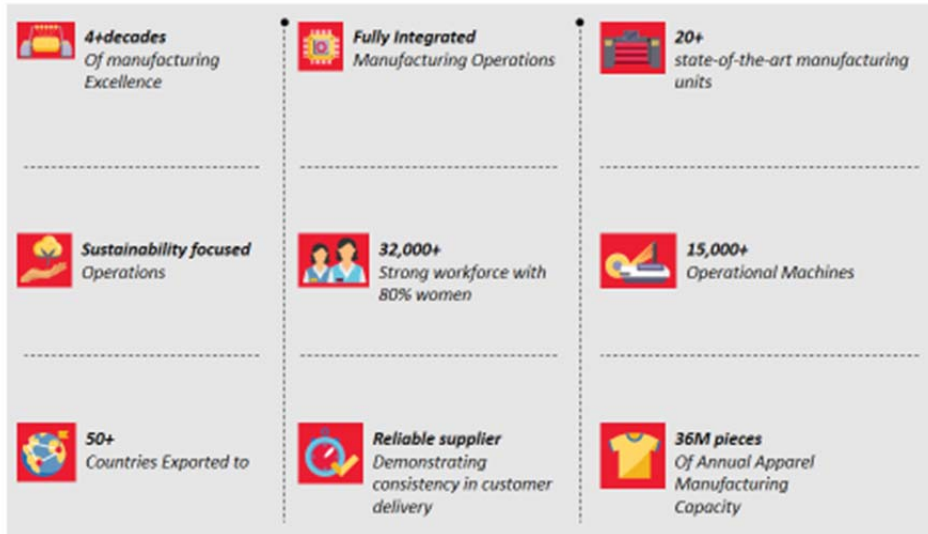 4+decades
Of manufacturing
Excellence
Fully Integrated
Manufacturing Operations
20+
state-of-the-art manufacturing
units
Sustainability focused
Operations
32,000+
Strong workforce with
80% women
15,000+
Operational Machines
50+
Countries Exported to
Reliable supplier
Demonstrating
consistency in customer
delivery
36M pieces
Of Annual Apparel
Manufacturing
Capacity